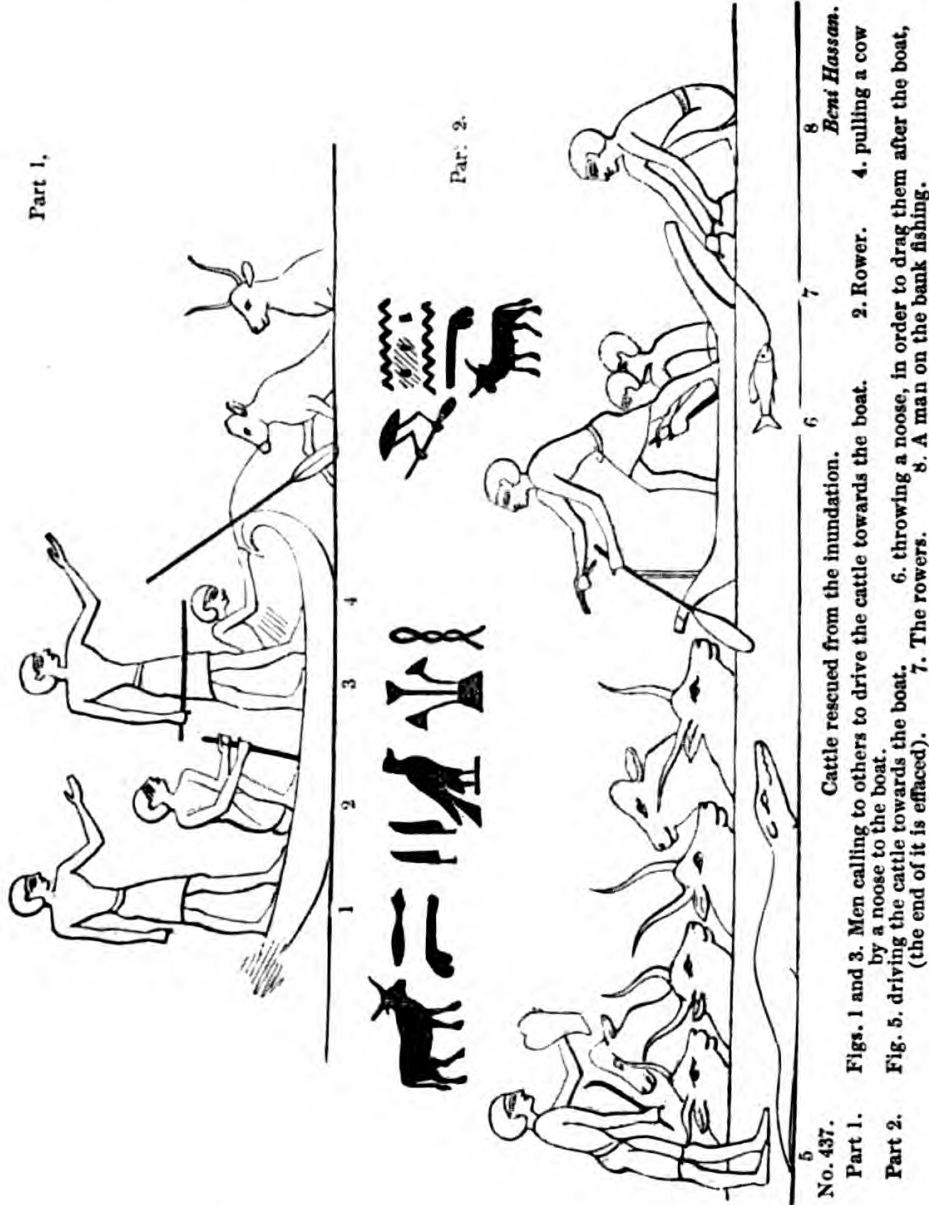 Part 1.
1 2 3 4
Par: 2.
5 6 7 8
No. 437. Cattle rescued from the inundation. Beni Hassan.
Part 1. Figs. 1 and 3. Men calling to others to drive the cattle towards the boat. 2. Rower. 4. pulling a cow
by a noose to the boat.
Part 2. Fig. 5. driving the cattle towards the boat. 6. throwing a noose, in order to drag them after the boat,
(the end of it is effaced). 7. The rowers. 8. A man on the bank fishing.